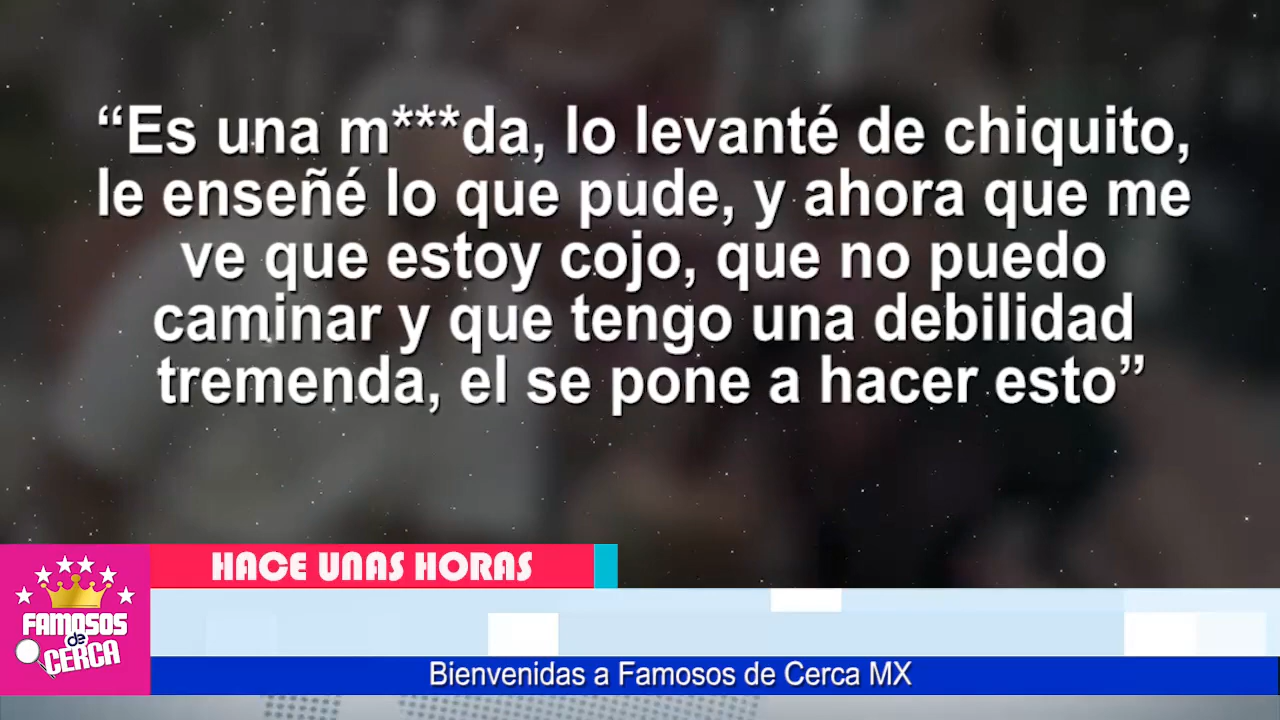 “Es una m***da, lo levanté de chiquito,
le enseñé lo que pude, y ahora que me
ve que estoy cojo, que no puedo
caminar y que tengo una debilidad
tremenda, el se pone a hacer esto”
HACE UNAS HORAS
FAMOSOS
de
CERCA
Bienvenidas a Famosos de Cerca MX